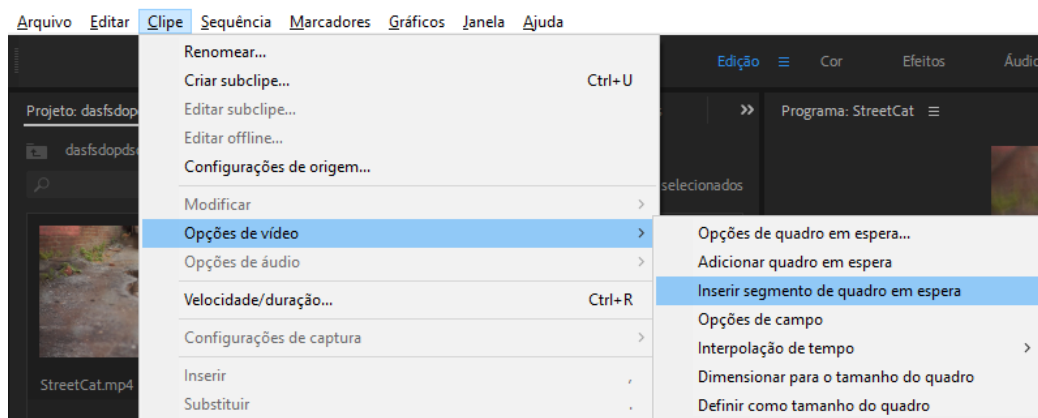 Arquivo Editar Clipe Sequência Marcadores Gráficos Janela Ajuda
Renomear...
Criar subclipe... Ctrl+U
Editar subclipe...
Editar offline...
Configurações de origem...
Modificar
Opções de vídeo
Opções de áudio
Velocidade/duração... Ctrl+R
Configurações de captura
Inserir ,
Substituir .
Edição Cor Efeitos Áudio
Projeto: dasfsdop
Programa: StreetCat
dasfsdopds
selecionados
StreetCat.mp4
Opções de quadro em espera...
Adicionar quadro em espera
Inserir segmento de quadro em espera
Opções de campo
Interpolação de tempo
Dimensionar para o tamanho do quadro
Definir como tamanho do quadro